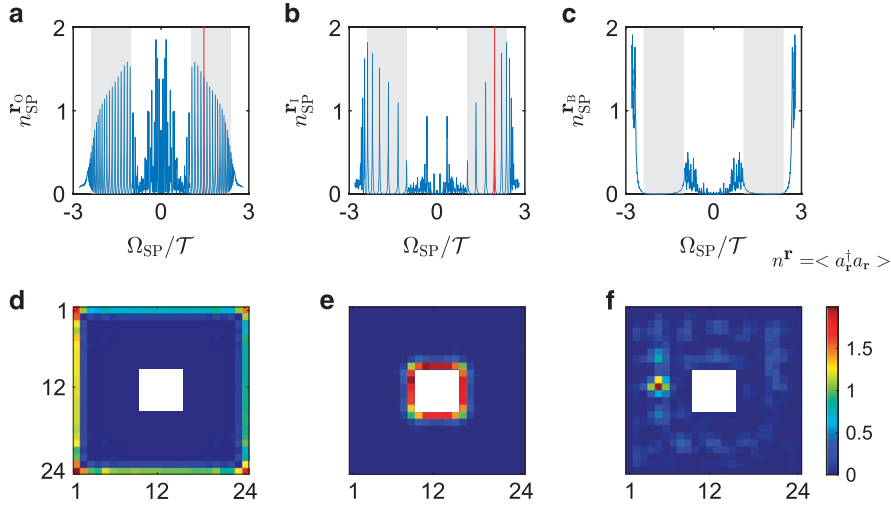 a b c
2 2 2
n_SP^{r_O} n_SP^{r_I} n_SP^{r_B}
1 1 1
0 0 0
-3 0 3 -3 0 3 -3 0 3
Ω_SP/𝒯 Ω_SP/𝒯 Ω_SP/𝒯
n^r =< a_r^† a_r >
d e f
1
1.5
12
1
0.5
24
0
1 12 24 1 12 24 1 12 24